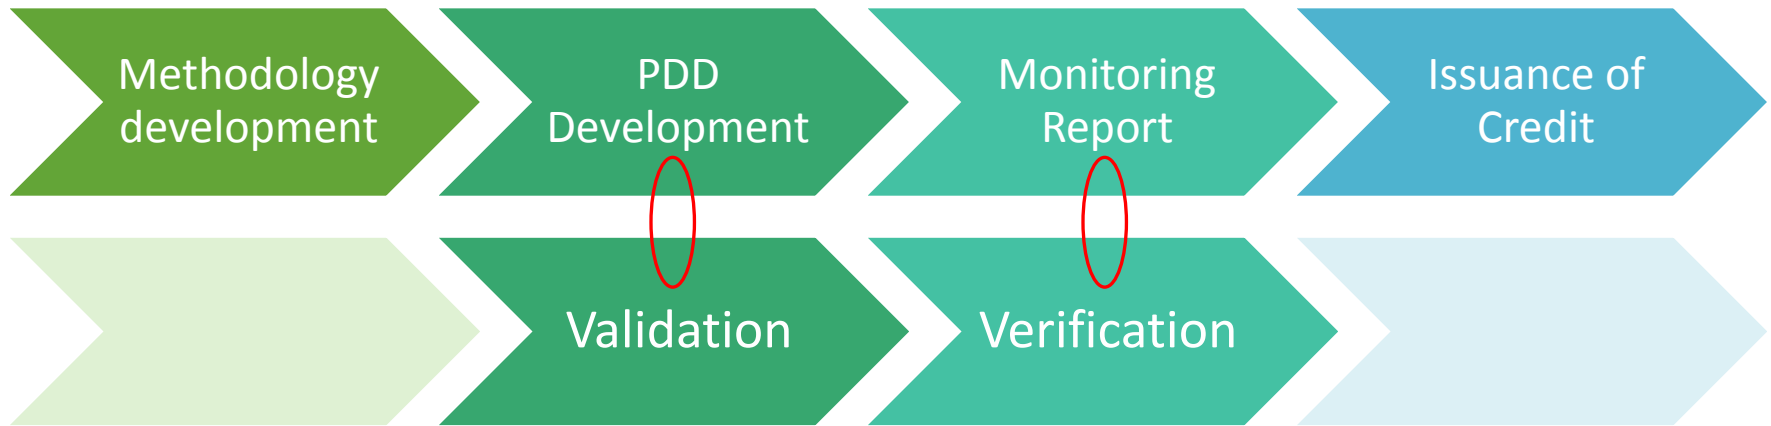 Methodology
development
PDD
Development
Monitoring
Report
Issuance of
Credit
Validation
Verification